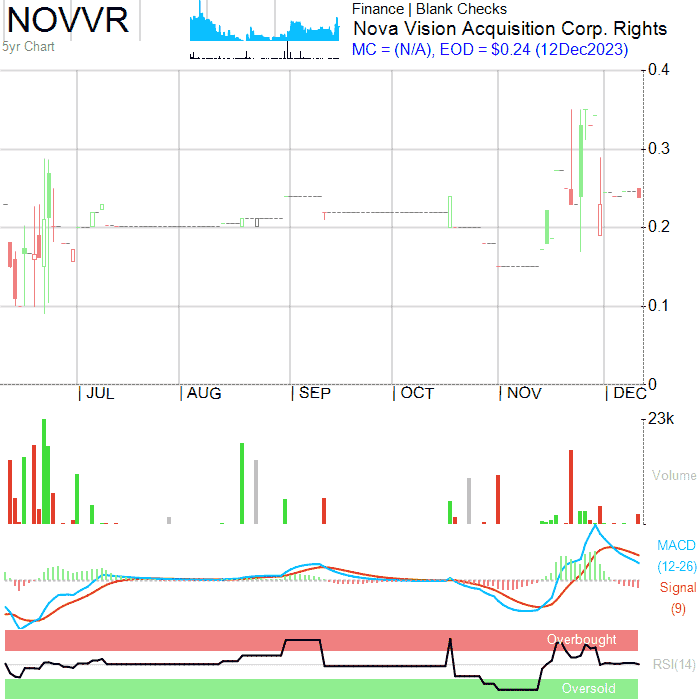 NOVVR
5yr Chart
Finance | Blank Checks
Nova Vision Acquisition Corp. Rights
MC = (N/A), EOD = $0.24 (12Dec2023)
0.4
0.3
0.2
0.1
0
| JUL | AUG | SEP | OCT | NOV | DEC
23k
Volume
MACD
(12-26)
Signal
(9)
Overbought
RSI(14)
Oversold